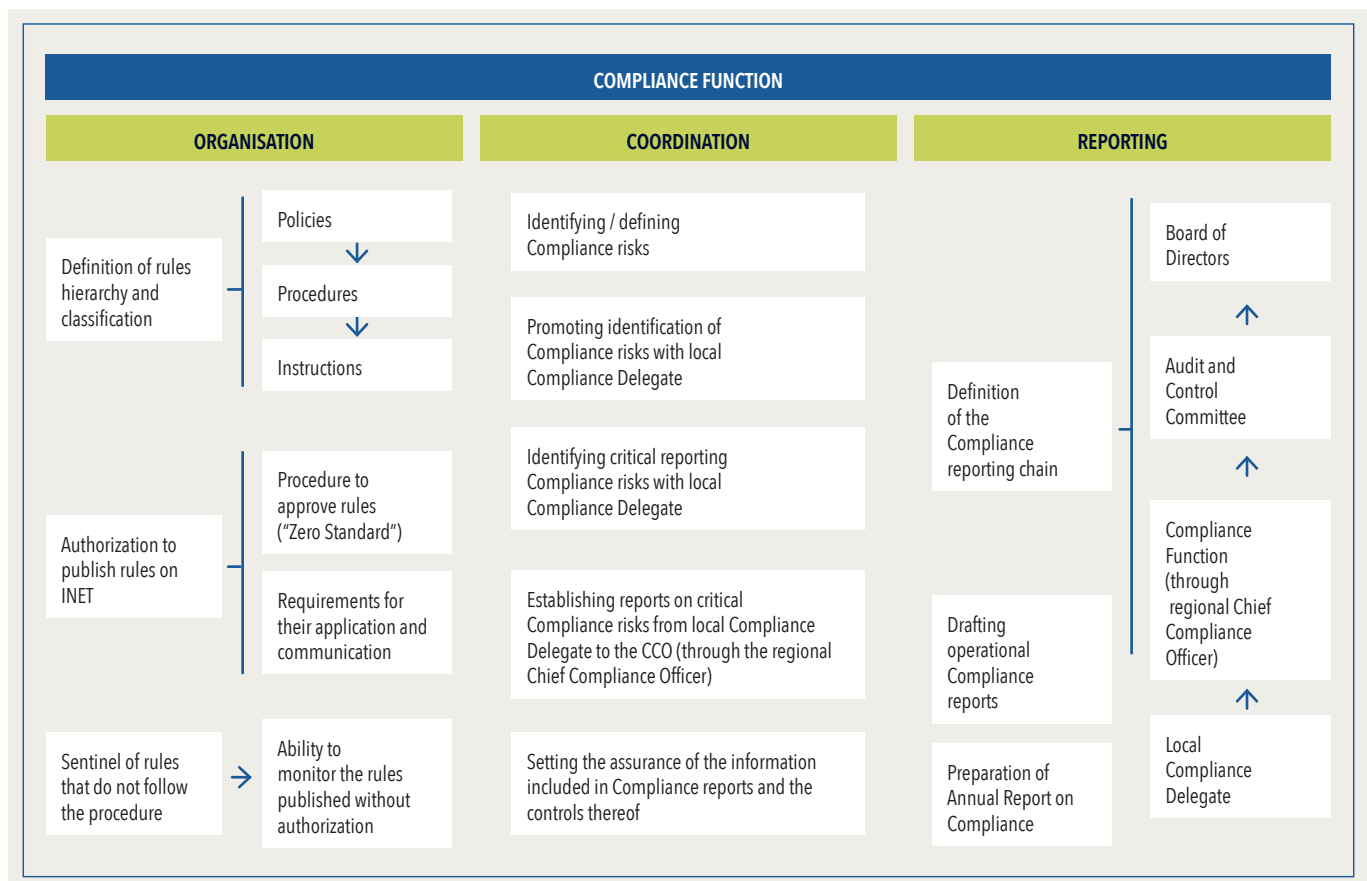 COMPLIANCE FUNCTION
ORGANISATION
Definition of rules
hierarchy and
classification
Policies
Procedures
Instructions
Authorization to
publish rules on
INET
Procedure to
approve rules
(“Zero Standard”)
Requirements for
their application and
communication
Sentinel of rules
that do not follow
the procedure
Ability to
monitor the rules
published without
authorization
COORDINATION
Identifying / defining
Compliance risks
Promoting identification of
Compliance risks with local
Compliance Delegate
Identifying critical reporting
Compliance risks with local
Compliance Delegate
Establishing reports on critical
Compliance risks from local Compliance
Delegate to the CCO (through the regional
Chief Compliance Officer)
Setting the assurance of the information
included in Compliance reports and the
controls thereof
REPORTING
Definition
of the
Compliance
reporting chain
Drafting
operational
Compliance
reports
Preparation of
Annual Report on
Compliance
Board of
Directors
Audit and
Control
Committee
Compliance
Function
(through
regional Chief
Compliance
Officer)
Local
Compliance
Delegate